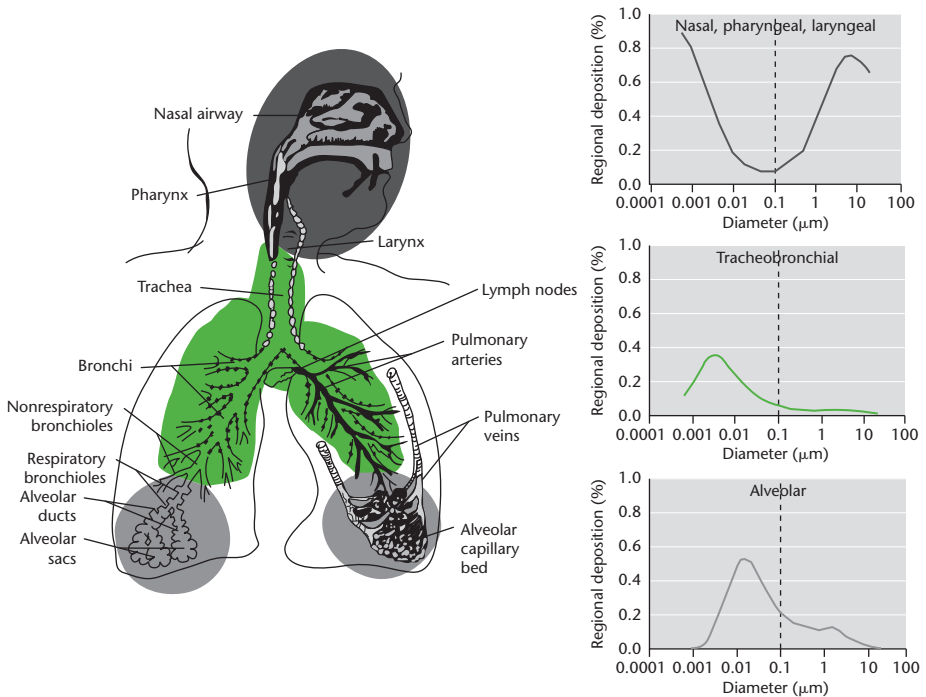 Nasal airway
Pharynx
Larynx
Trachea
Lymph nodes
Bronchi
Pulmonary
arteries
Nonrespiratory
bronchioles
Pulmonary
veins
Respiratory
bronchioles
Alveolar
ducts
Alveolar
sacs
Alveolar
capillary
bed
Nasal, pharyngeal, laryngeal
Regional deposition (%)
1.0
0.8
0.6
0.4
0.2
0.0
0.0001 0.001 0.01 0.1 1 10 100
Diameter (μm)
Tracheobronchial
Regional deposition (%)
1.0
0.8
0.6
0.4
0.2
0.0
0.0001 0.001 0.01 0.1 1 10 100
Diameter (μm)
Alveolar
Regional deposition (%)
1.0
0.8
0.6
0.4
0.2
0.0
0.0001 0.001 0.01 0.1 1 10 100
Diameter (μm)